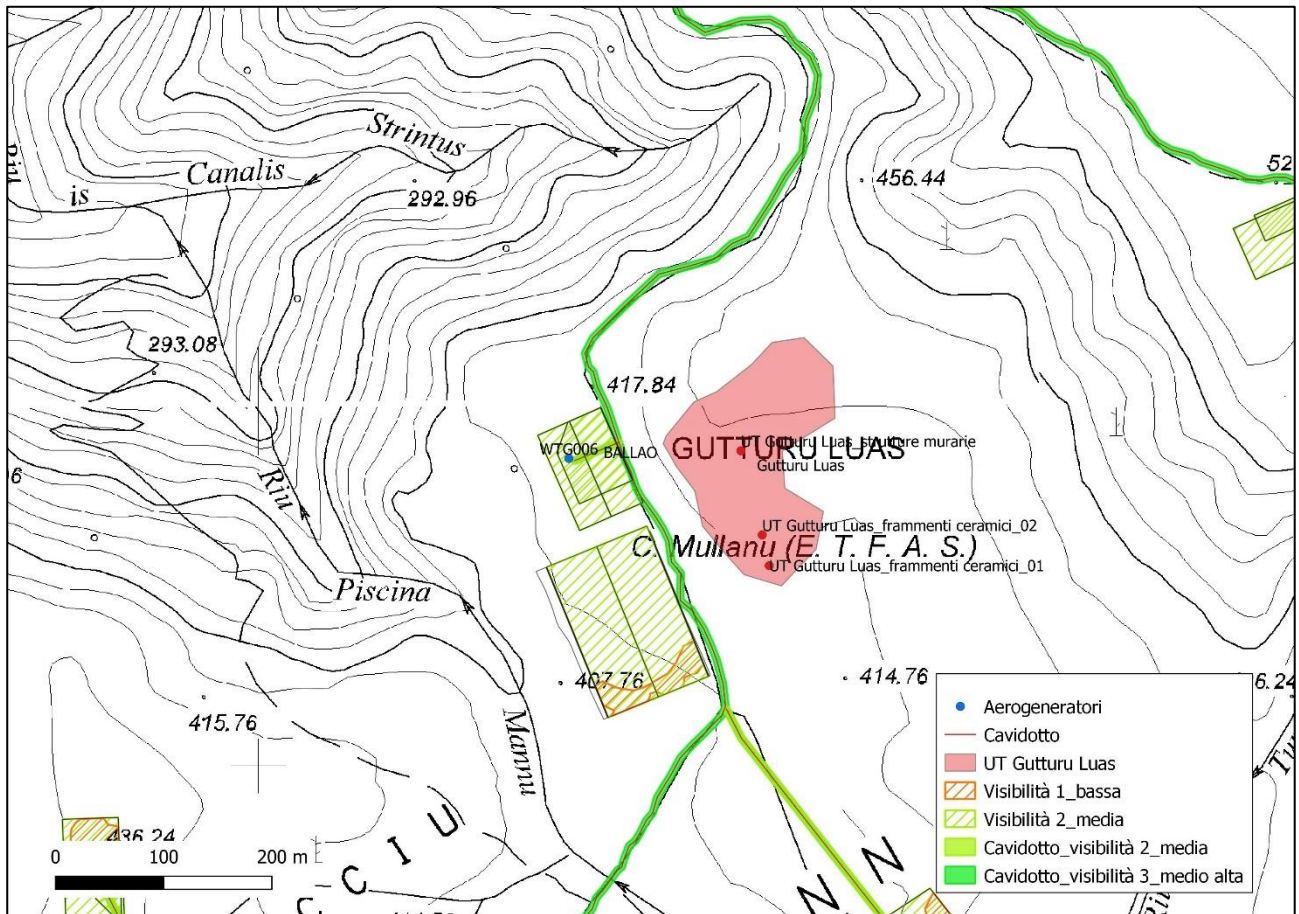 Strintus
Canalis
is
Riu
292.96
456.44
52
293.08
417.84
WTG006 BALLAO
GUTTURU LUAS
UT Gutturu Luas_strutture murarie
Gutturu Luas
UT Gutturu Luas_frammenti ceramici_02
C. Mullanu (E. T. F. A. S.)
UT Gutturu Luas_frammenti ceramici_01
Riu
Piscina
Mannu
407.76
414.76
415.76
436.24
6.24
C I U
N N
0 100 200 m
Aerogeneratori
Cavidotto
UT Gutturu Luas
Visibilità 1_bassa
Visibilità 2_media
Cavidotto_visibilità 2_media
Cavidotto_visibilità 3_medio alta